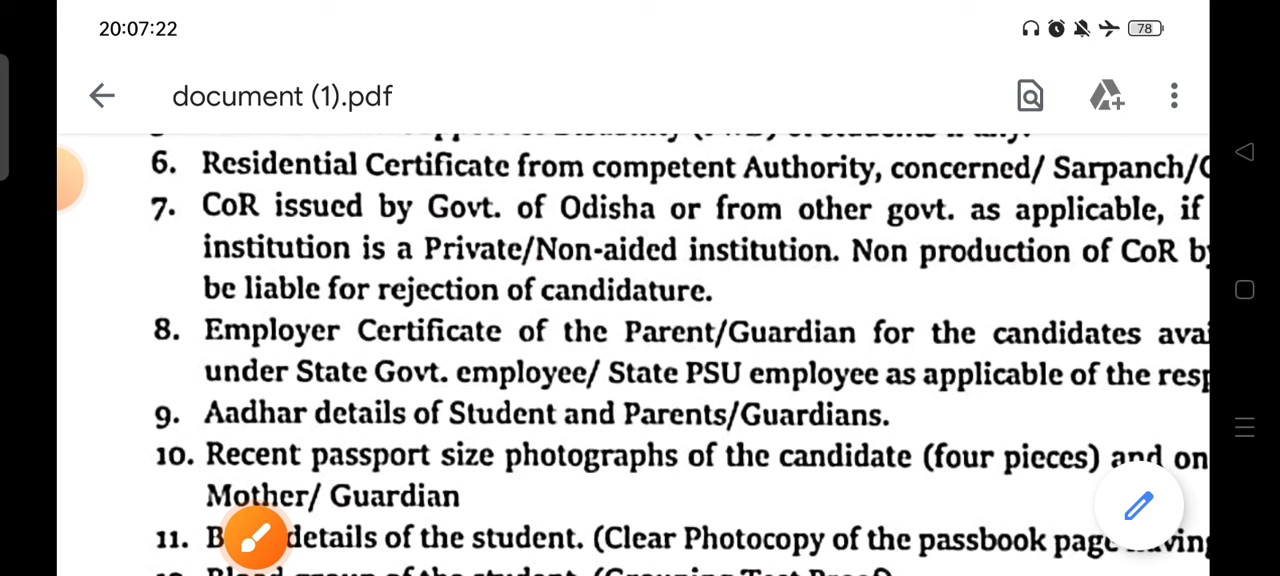 20:07:22
78
document (1).pdf
6. Residential Certificate from competent Authority, concerned/ Sarpanch/
7. CoR issued by Govt. of Odisha or from other govt. as applicable, if
institution is a Private/Non-aided institution. Non production of CoR
be liable for rejection of candidature.
8. Employer Certificate of the Parent/Guardian for the candidates
under State Govt. employee/ State PSU employee as applicable of the
9. Aadhar details of Student and Parents/Guardians.
10. Recent passport size photographs of the candidate (four pieces) and
Mother/ Guardian
11. details of the student. (Clear Photocopy of the passbook page
of the student.